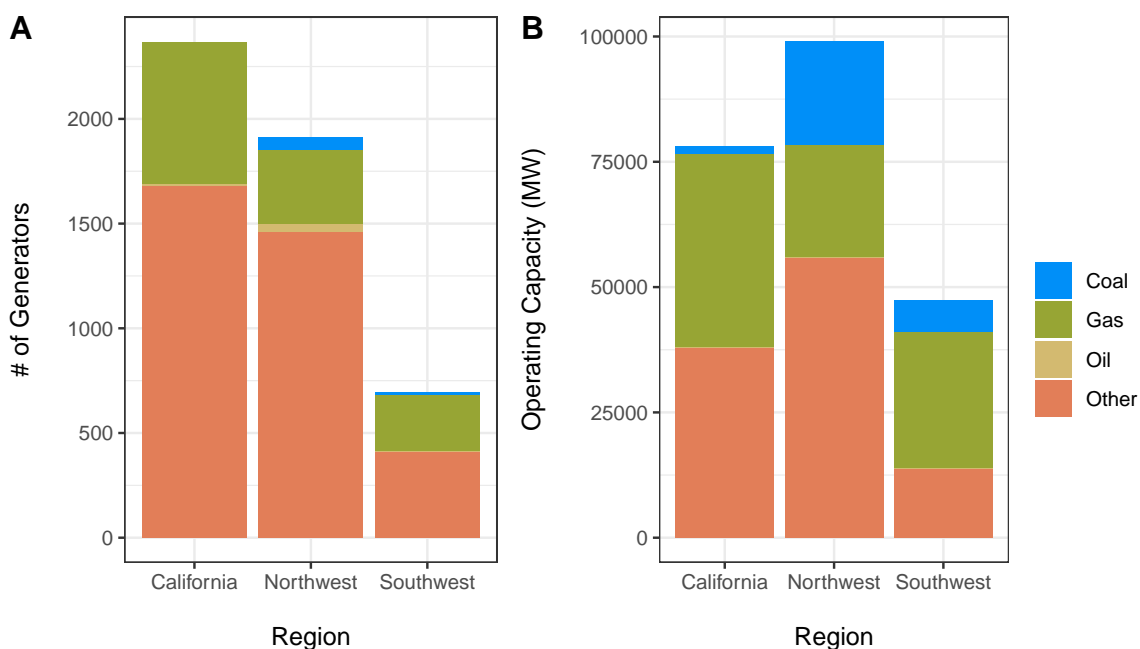 A
# of Generators
2000
1500
1000
500
0
California Northwest Southwest
Region
B
Operating Capacity (MW)
100000
75000
50000
25000
0
California Northwest Southwest
Region
Coal
Gas
Oil
Other